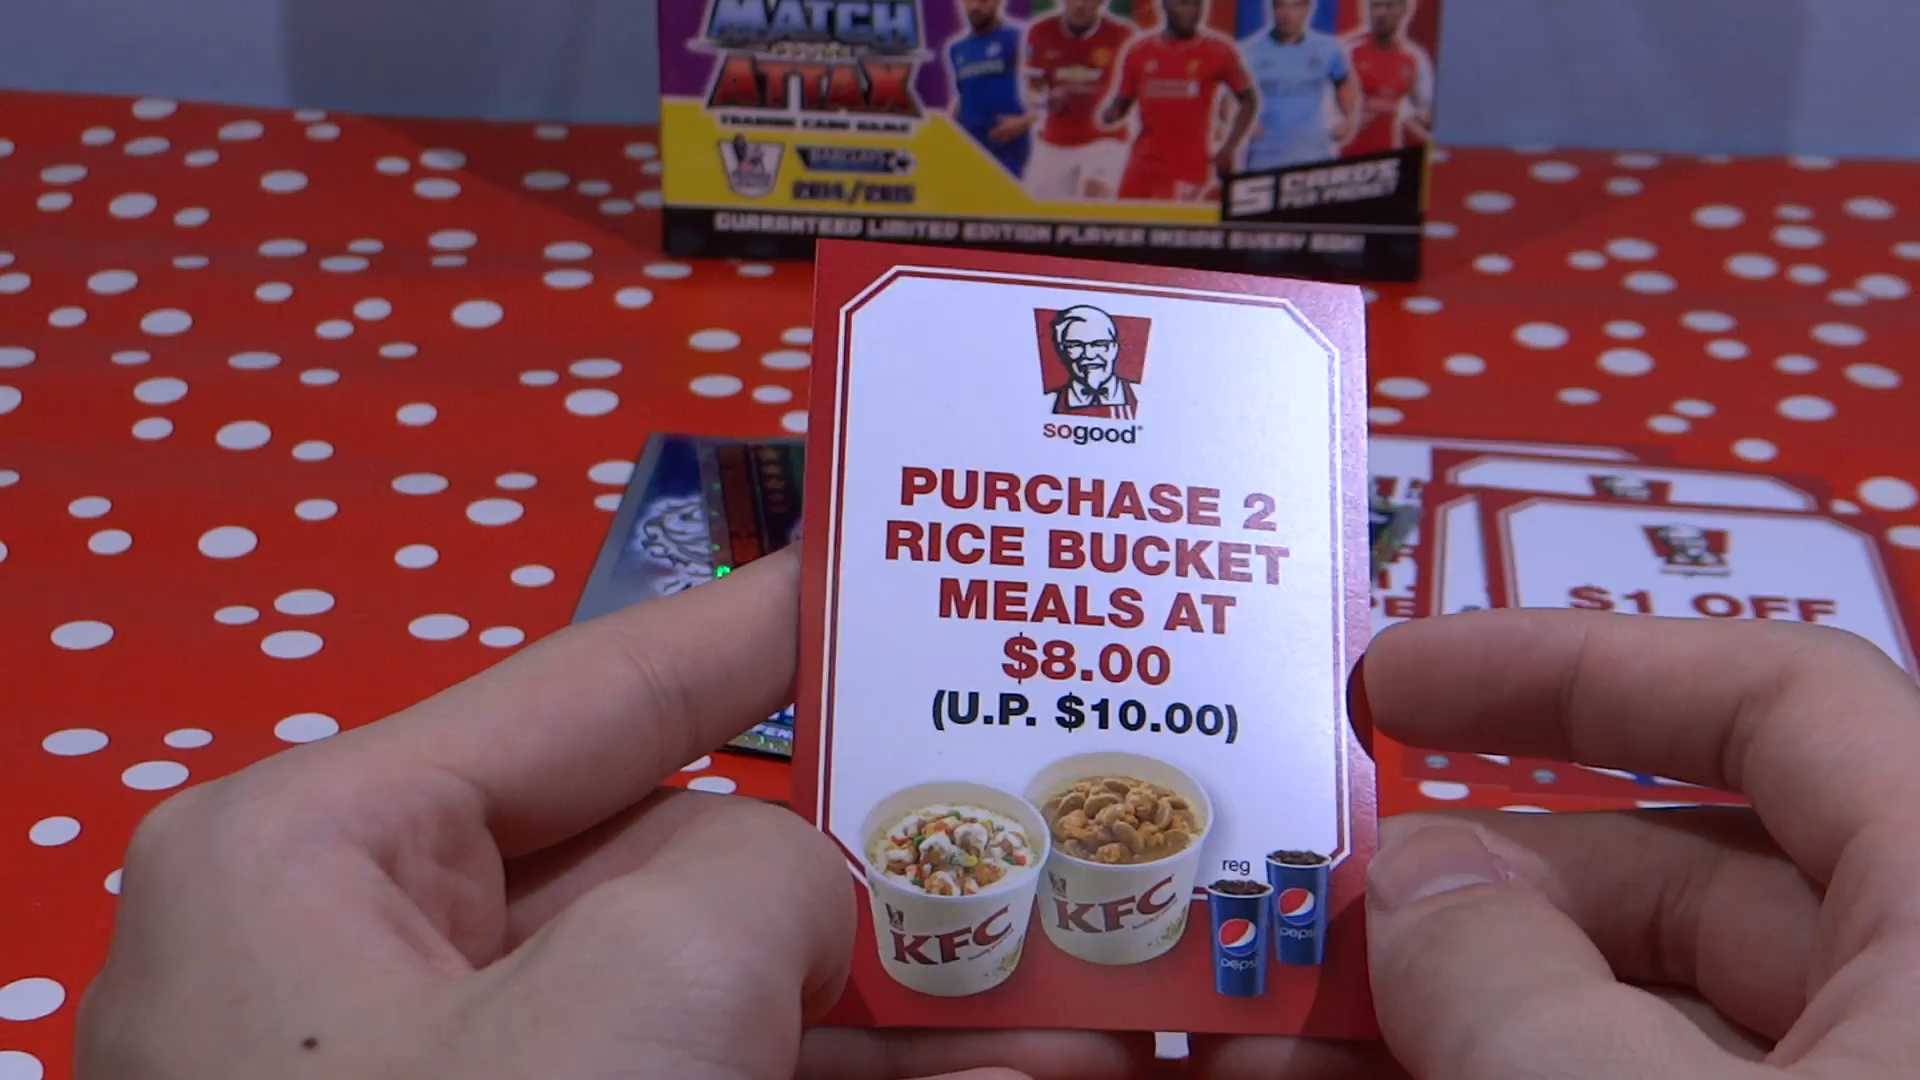 MATCH
ATTAX
TRADING CARD GAME
BARCLAYS
2014/2015
5 CARDS
PER PACKET
GUARANTEED LIMITED EDITION PLAYER INSIDE EVERY BOX!
sogood
PURCHASE 2
RICE BUCKET
MEALS AT
$8.00
(U.P. $10.00)
reg
KFC
KFC
pepsi
pepsi
$1 OFF